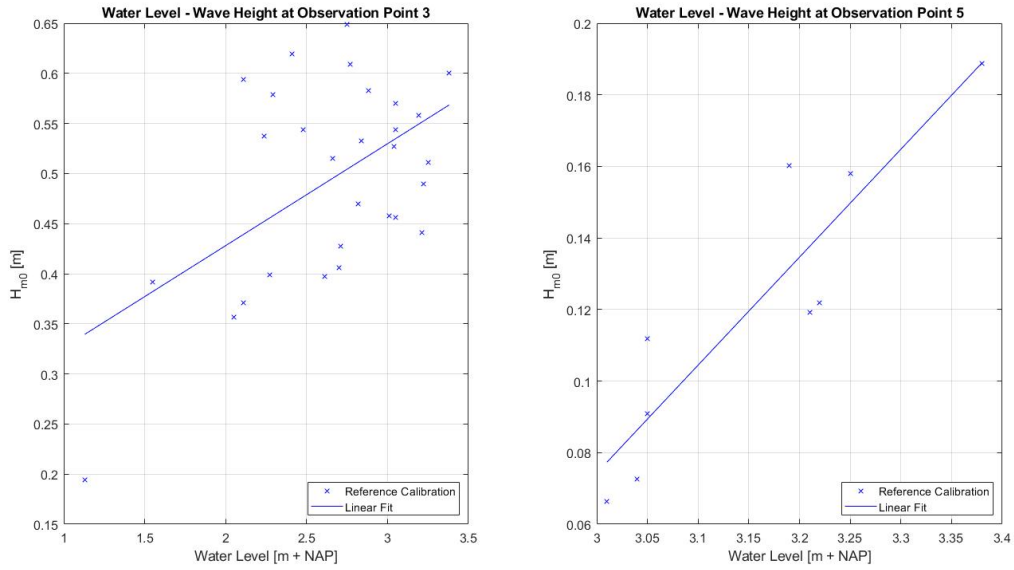 Water Level - Wave Height at Observation Point 3
0.65
0.6
0.55
0.5
0.45
0.4
0.35
0.3
0.25
0.2
0.15
H_m0 [m]
1 1.5 2 2.5 3 3.5
Water Level [m + NAP]
Reference Calibration
Linear Fit
Water Level - Wave Height at Observation Point 5
0.2
0.18
0.16
0.14
0.12
0.1
0.08
0.06
H_m0 [m]
3 3.05 3.1 3.15 3.2 3.25 3.3 3.35 3.4
Water Level [m + NAP]
Reference Calibration
Linear Fit